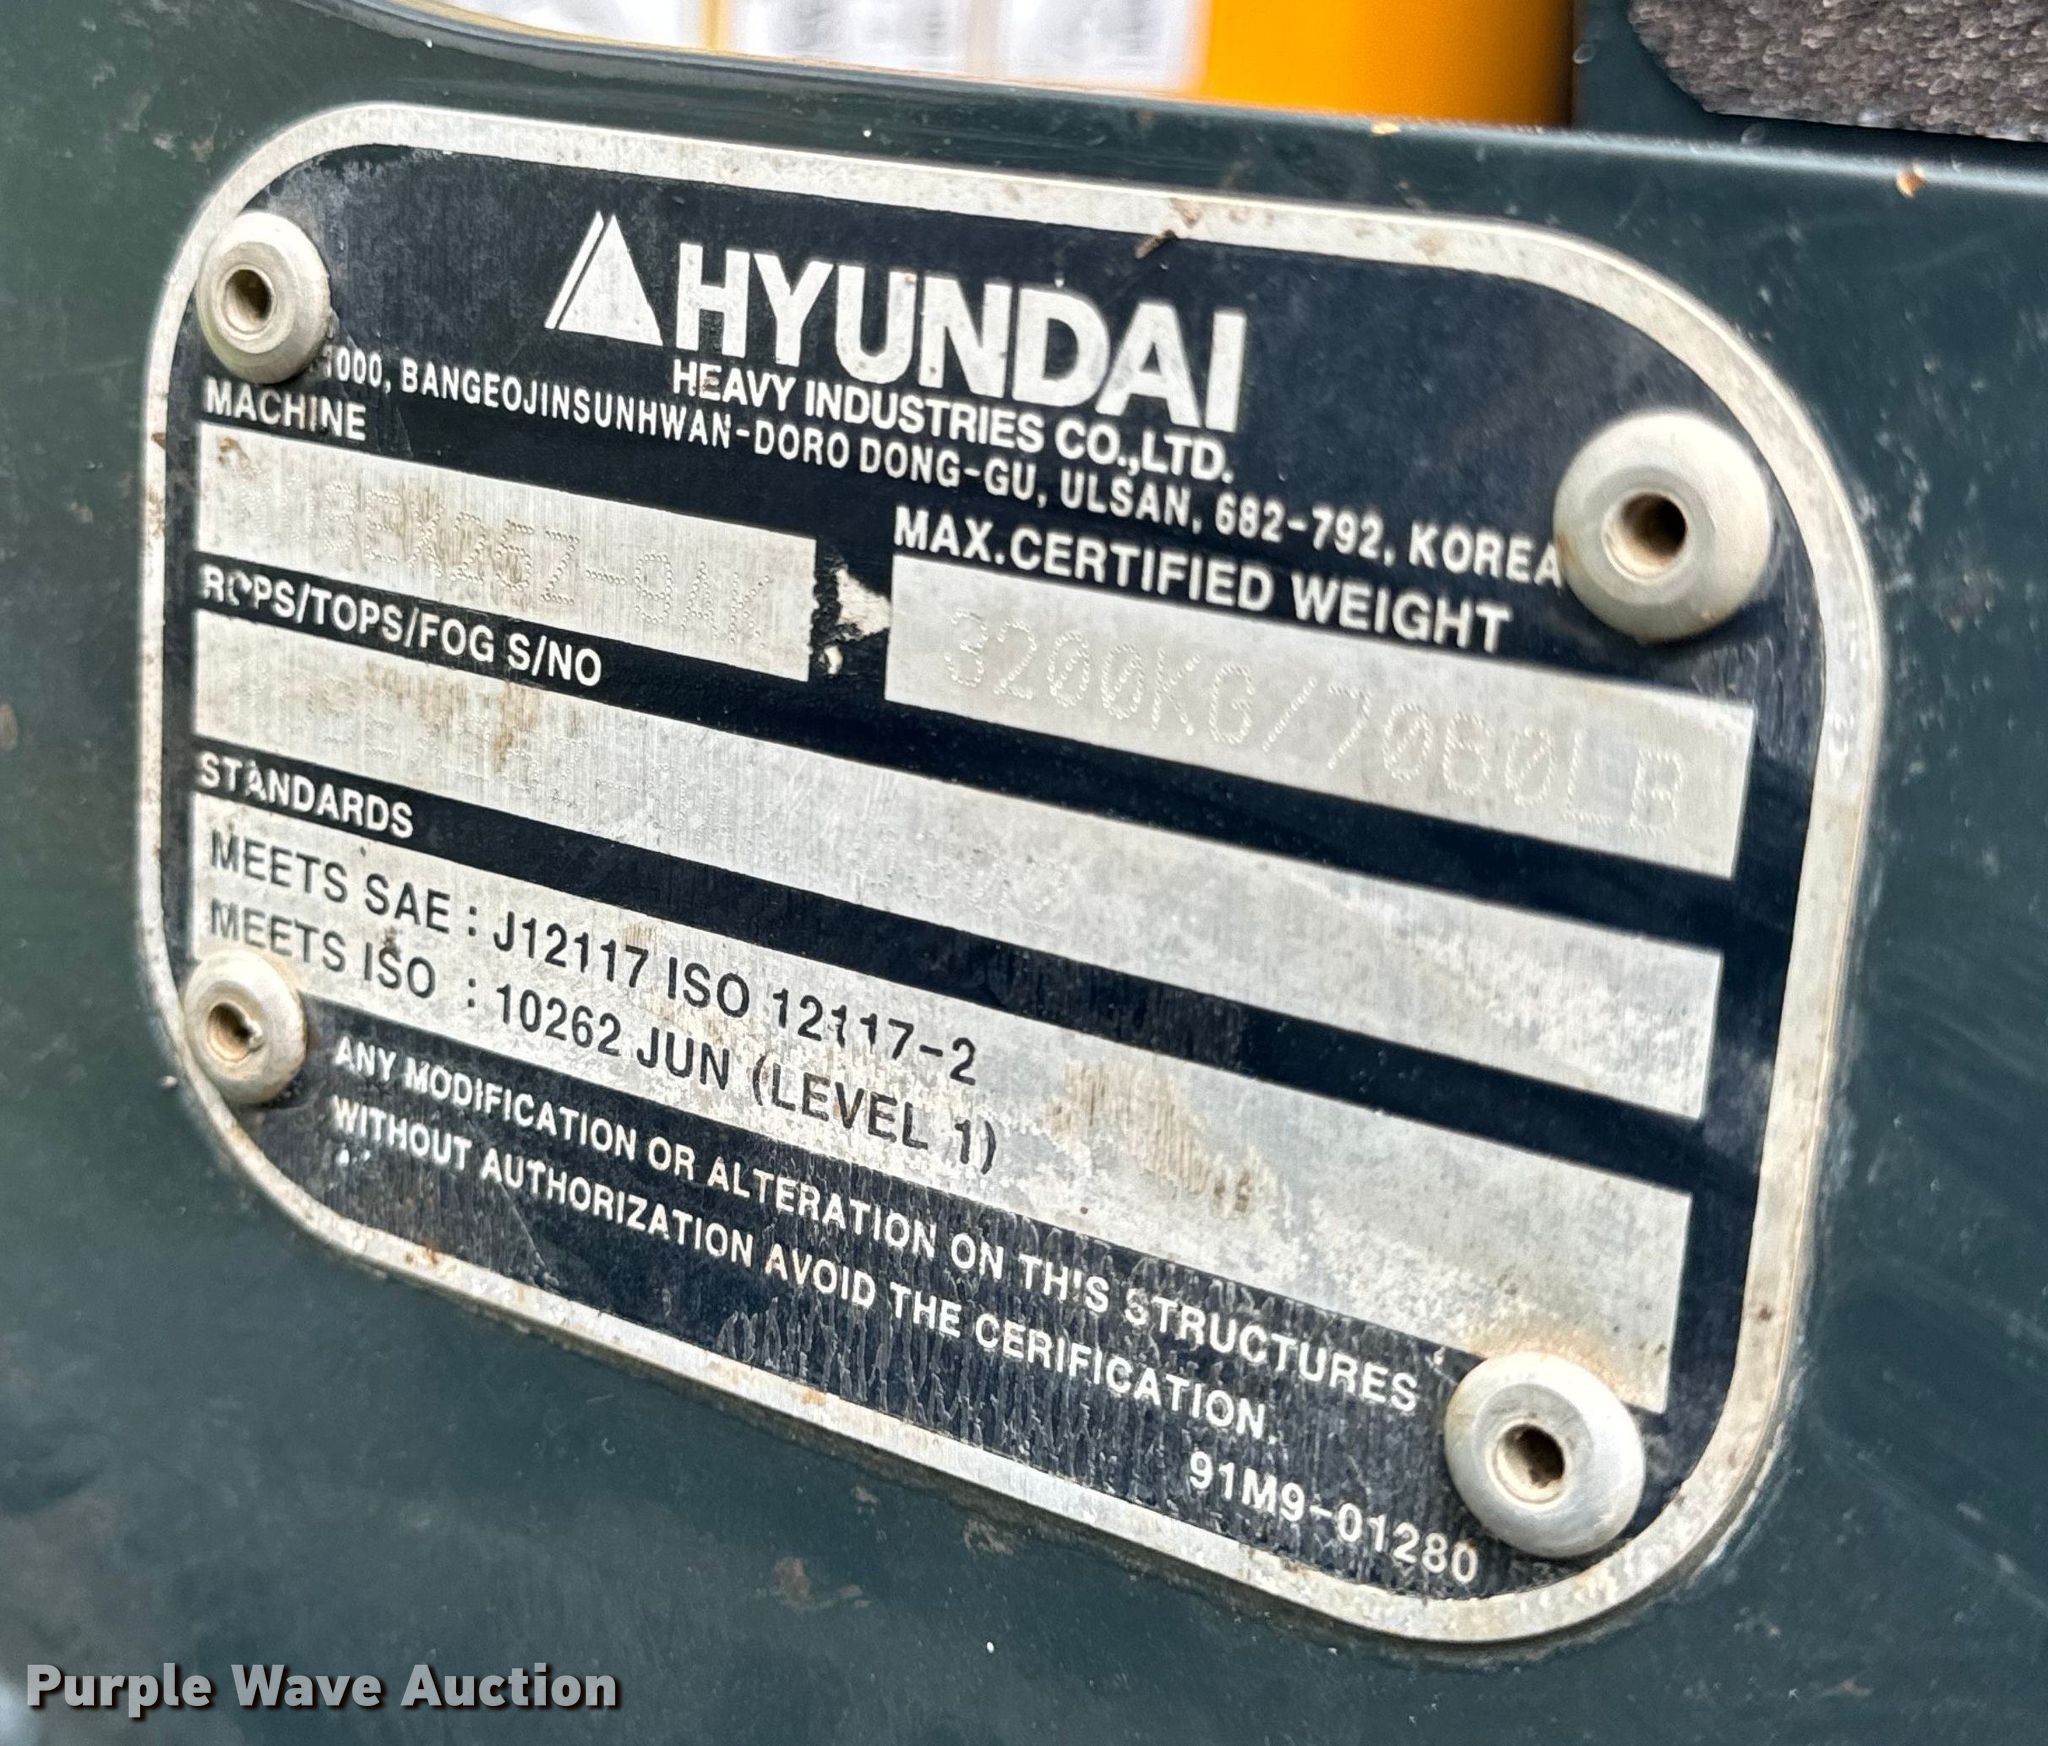 HYUNDAI
HEAVY INDUSTRIES CO.,LTD.
1000, BANGEOJINSUNHWAN-DORO DONG-GU, ULSAN, 682-792, KOREA
MACHINE
MAX.CERTIFIED WEIGHT
3200KG/7060LB
ROPS/TOPS/FOG S/NO
STANDARDS
MEETS SAE : J12117 ISO 12117-2
MEETS ISO : 10262 JUN (LEVEL 1)
ANY MODIFICATION OR ALTERATION ON THIS STRUCTURES
WITHOUT AUTHORIZATION AVOID THE CERIFICATION.
91M9-01280
Purple Wave Auction